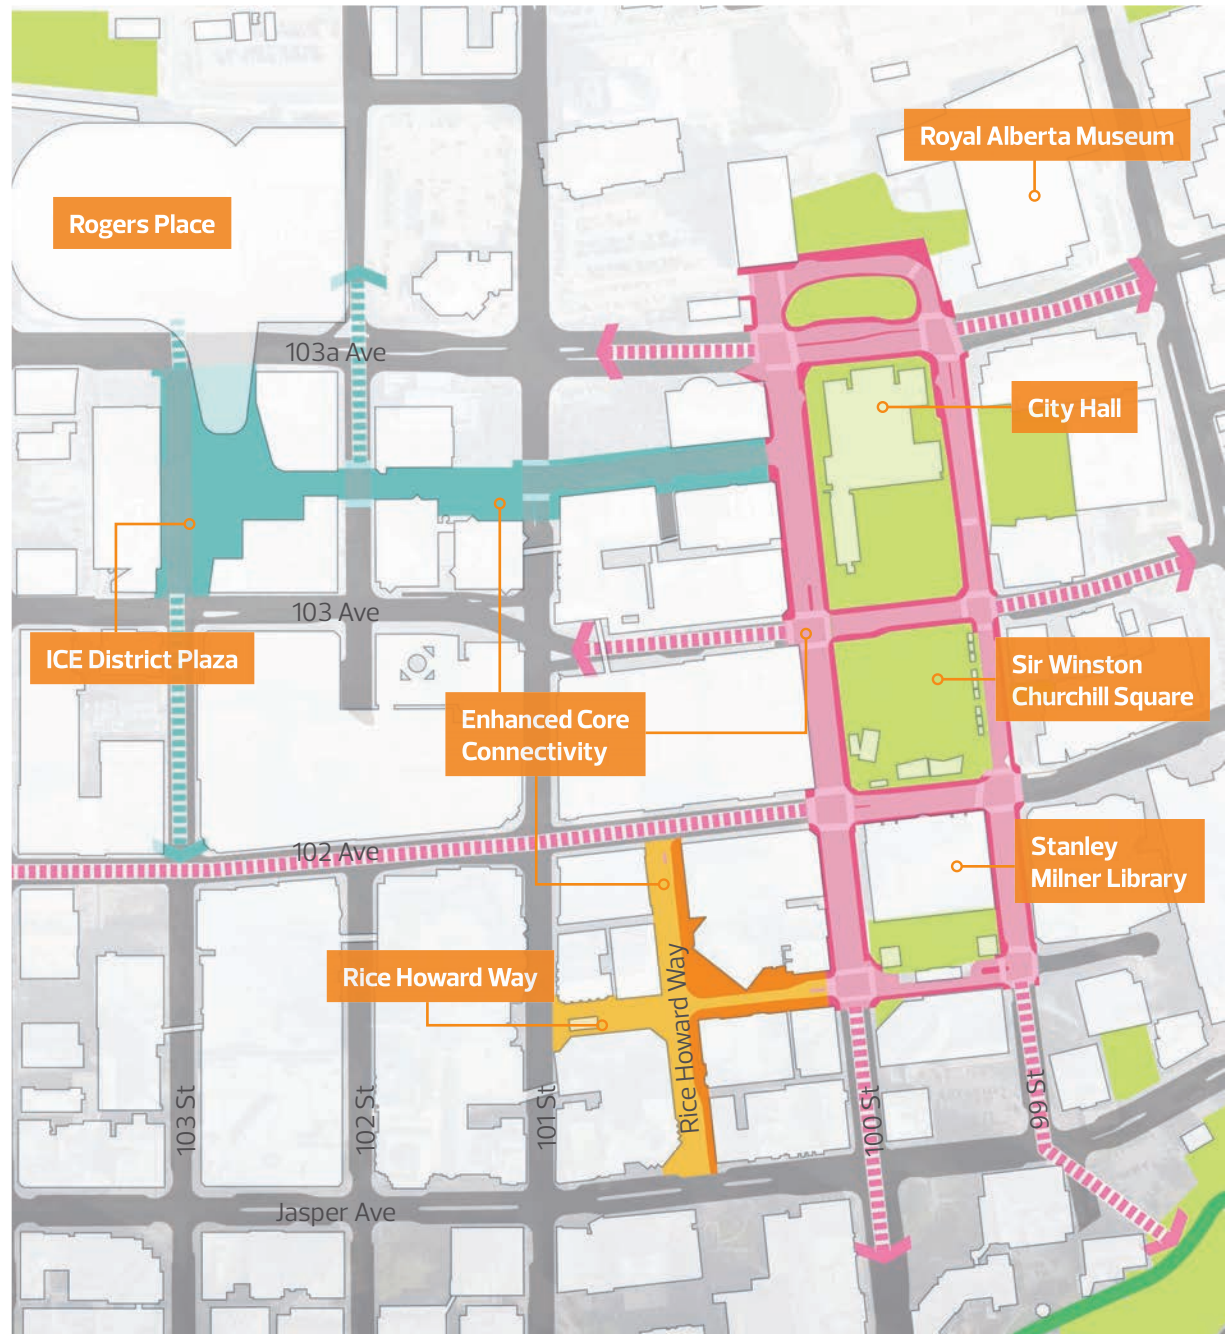 Royal Alberta Museum
Rogers Place
103a Ave
City Hall
103 Ave
ICE District Plaza
Sir Winston
Churchill Square
Enhanced Core
Connectivity
102 Ave
Stanley
Milner Library
Rice Howard Way
Rice Howard Way
103 St
102 St
101 St
100 St
99 St
Jasper Ave